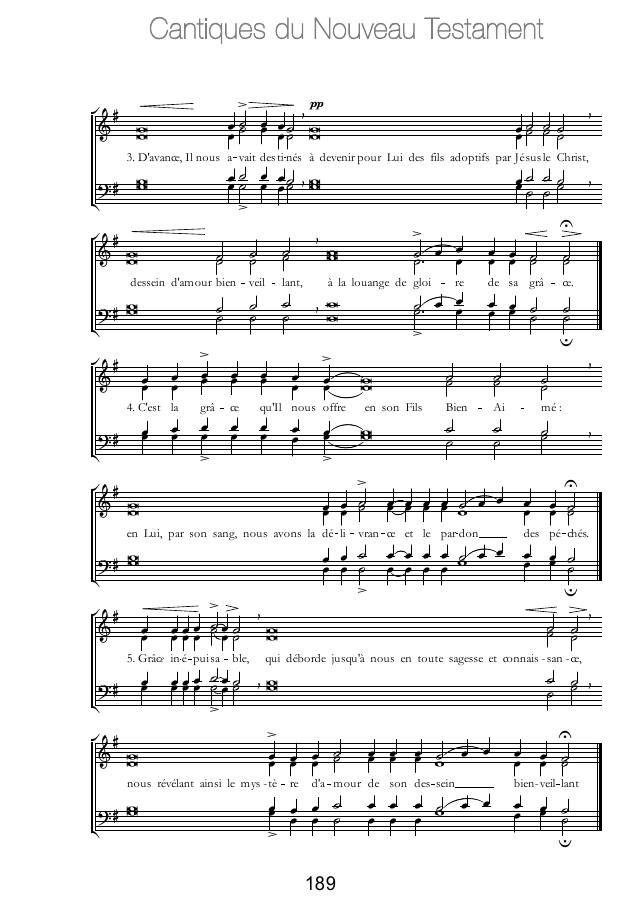 Cantiques du Nouveau Testament
pp
3. D'avance, Il nous a-vait desti-nés à devenir pour Lui des fils adoptifs par Jésus le Christ,
dessein d'amour bien-veil-lant, à la louange de gloi-re de sa grâ-ce.
4. C'est la grâ-ce qu'Il nous offre en son Fils Bien-Ai-mé :
en Lui, par son sang, nous avons la dé-li-vran-ce et le par-don____ des pé-chés.
5. Grâce in-é-pui-sa-ble, qui déborde jusqu'à nous en toute sagesse et connais-san-ce,
nous révélant ainsi le mys-tè-re d'a-mour de son des-sein_____ bien-veil-lant
189